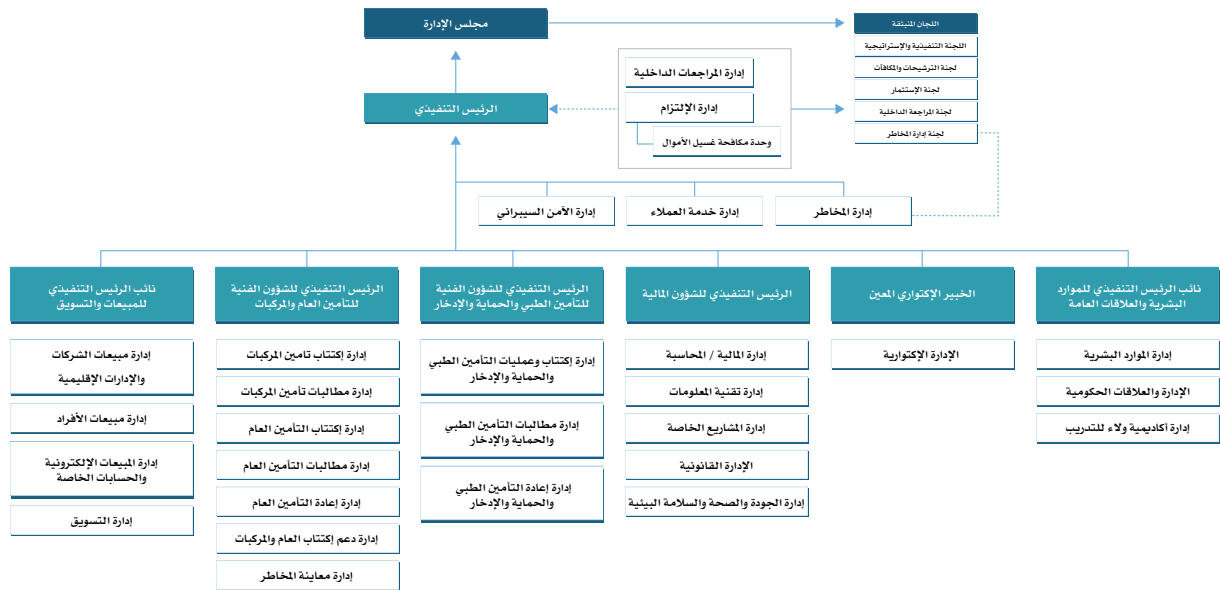 مجلس الإدارة
اللجان المنبثقة
اللجنة التنفيذية والإستراتيجية
لجنة الترشيحات والمكافآت
لجنة الإستثمار
لجنة المراجعة الداخلية
لجنة إدارة المخاطر
إدارة المراجعات الداخلية
إدارة الإلتزام
وحدة مكافحة غسيل الأموال
الرئيس التنفيذي
إدارة المخاطر
إدارة خدمة العملاء
إدارة الآمن السيبراني
نائب الرئيس التنفيذي للموارد
البشرية والعلاقات العامة
إدارة الموارد البشرية
الإدارة والعلاقات الحكومية
إدارة أكاديمية ولاء للتدريب
الخبير الإكتواري المعين
الإدارة الإكتوارية
الرئيس التنفيذي للشؤون المالية
إدارة المالية / المحاسبة
إدارة تقنية المعلومات
إدارة المشاريع الخاصة
الإدارة القانونية
إدارة الجودة والصحة والسلامة البيئية
الرئيس التنفيذي للشؤون الفنية
للتأمين الطبي والحماية والإدخار
إدارة إكتتاب وعمليات التأمين الطبي
والحماية والإدخار
إدارة مطالبات التأمين الطبي
والحماية والإدخار
إدارة إعادة التأمين الطبي
والحماية والإدخار
الرئيس التنفيذي للشؤون الفنية
للتأمين العام والمركبات
إدارة إكتتاب تامين المركبات
إدارة مطالبات تأمين المركبات
إدارة إكتتاب التأمين العام
إدارة مطالبات التأمين العام
إدارة إعادة التأمين العام
إدارة دعم إكتتاب العام والمركبات
إدارة معاينة المخاطر
نائب الرئيس التنفيذي
للمبيعات والتسويق
إدارة مبيعات الشركات
والإدارات الإقليمية
إدارة مبيعات الأفراد
إدارة المبيعات الإلكترونية
والحسابات الخاصة
إدارة التسويق